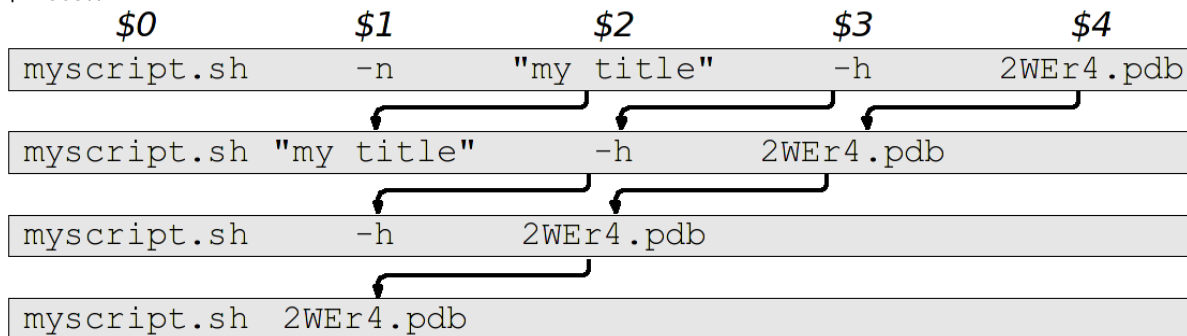 $0 $1 $2 $3 $4
myscript.sh -n "my title" -h 2WEr4.pdb
myscript.sh "my title" -h 2WEr4.pdb
myscript.sh -h 2WEr4.pdb
myscript.sh 2WEr4.pdb